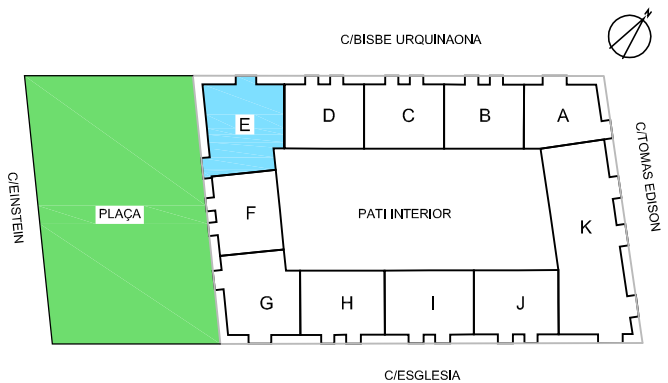 N
C/BISBE URQUINAONA
E
D
C
B
A
C/TOMAS EDISON
C/EINSTEIN
PLAÇA
F
PATI INTERIOR
K
G
H
I
J
C/ESGLESIA